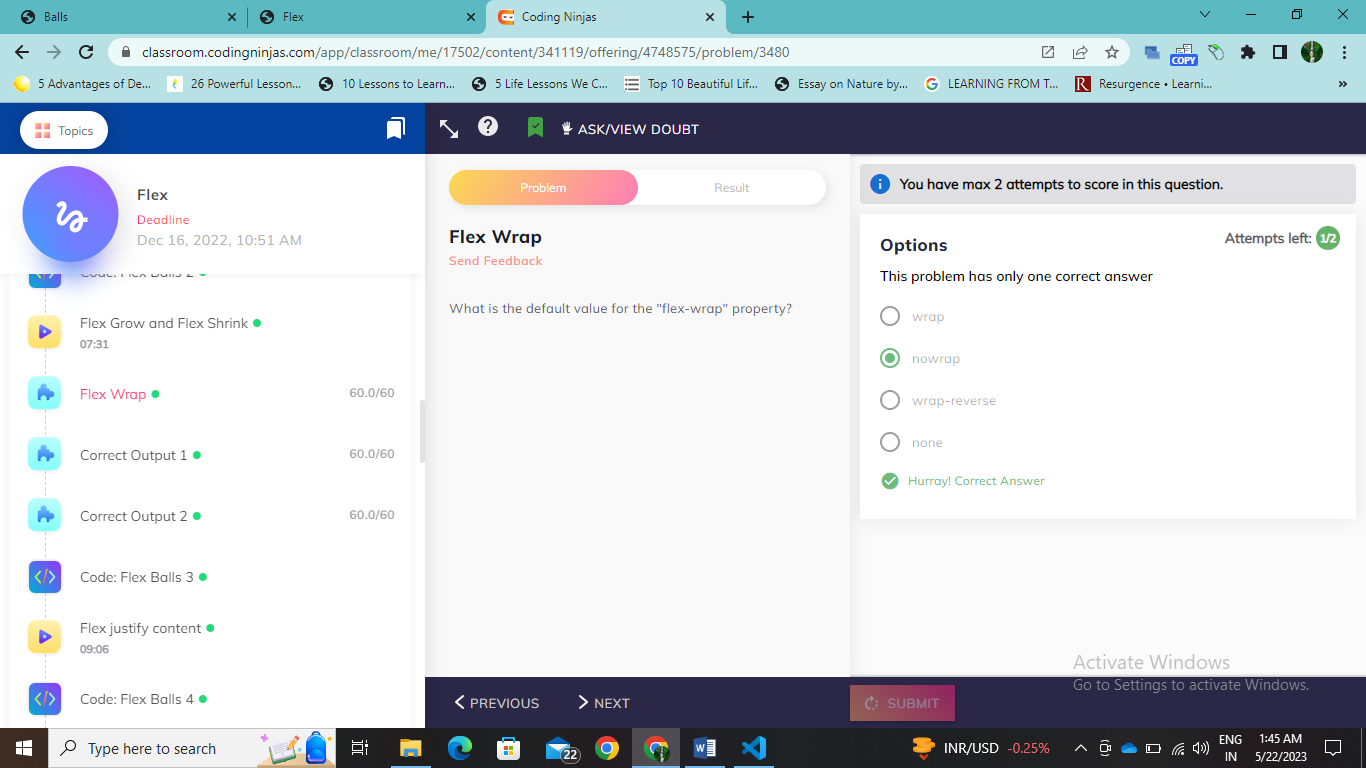 Balls
Flex
Coding Ninjas
classroom.codingninjas.com/app/classroom/me/17502/content/341119/offering/4748575/problem/3480
COPY
5 Advantages of De...
26 Powerful Lesson...
10 Lessons to Learn...
5 Life Lessons We C...
Top 10 Beautiful Lif...
Essay on Nature by...
LEARNING FROM T...
Resurgence • Learni...
Topics
ASK/VIEW DOUBT
Flex
Deadline
Dec 16, 2022, 10:51 AM
Code: Flex Balls 2
Flex Grow and Flex Shrink
07:31
Flex Wrap
60.0/60
Correct Output 1
60.0/60
Correct Output 2
60.0/60
Code: Flex Balls 3
Flex justify content
09:06
Code: Flex Balls 4
Problem
Result
Flex Wrap
Send Feedback
What is the default value for the "flex-wrap" property?
You have max 2 attempts to score in this question.
Options
Attempts left: 1/2
This problem has only one correct answer
wrap
nowrap
wrap-reverse
none
Hurray! Correct Answer
Activate Windows
Go to Settings to activate Windows.
PREVIOUS
NEXT
SUBMIT
Type here to search
22
INR/USD -0.25%
ENG
IN
1:45 AM
5/22/2023